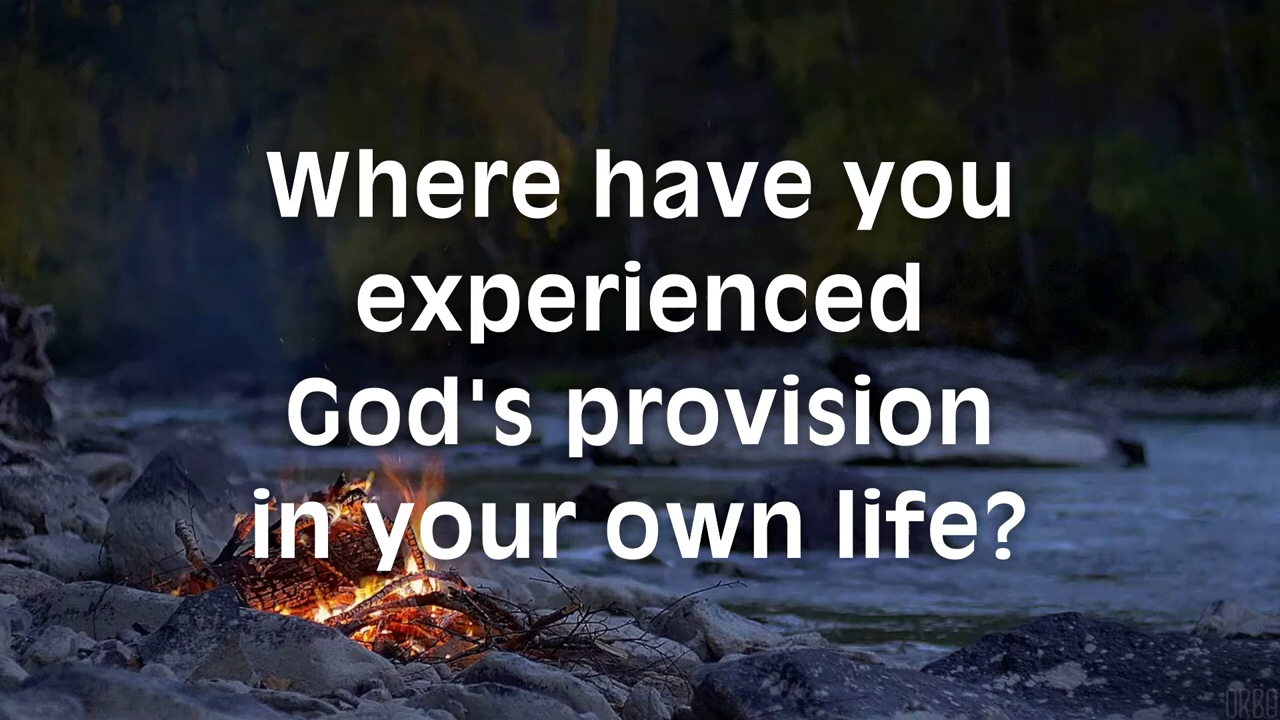 Where have you
experienced
God's provision
in your own life?